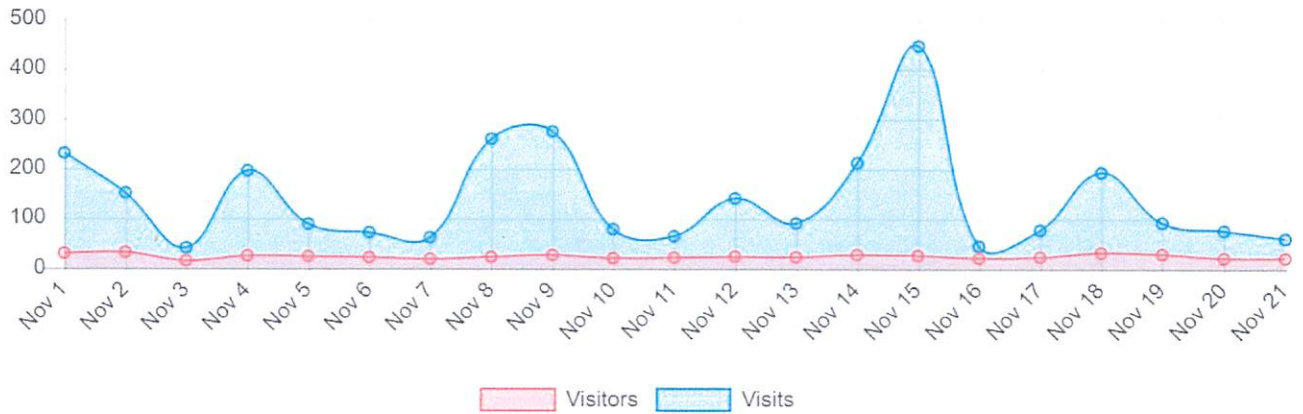 500
400
300
200
100
0
Nov 1
Nov 2
Nov 3
Nov 4
Nov 5
Nov 6
Nov 7
Nov 8
Nov 9
Nov 10
Nov 11
Nov 12
Nov 13
Nov 14
Nov 15
Nov 16
Nov 17
Nov 18
Nov 19
Nov 20
Nov 21
Visitors Visits